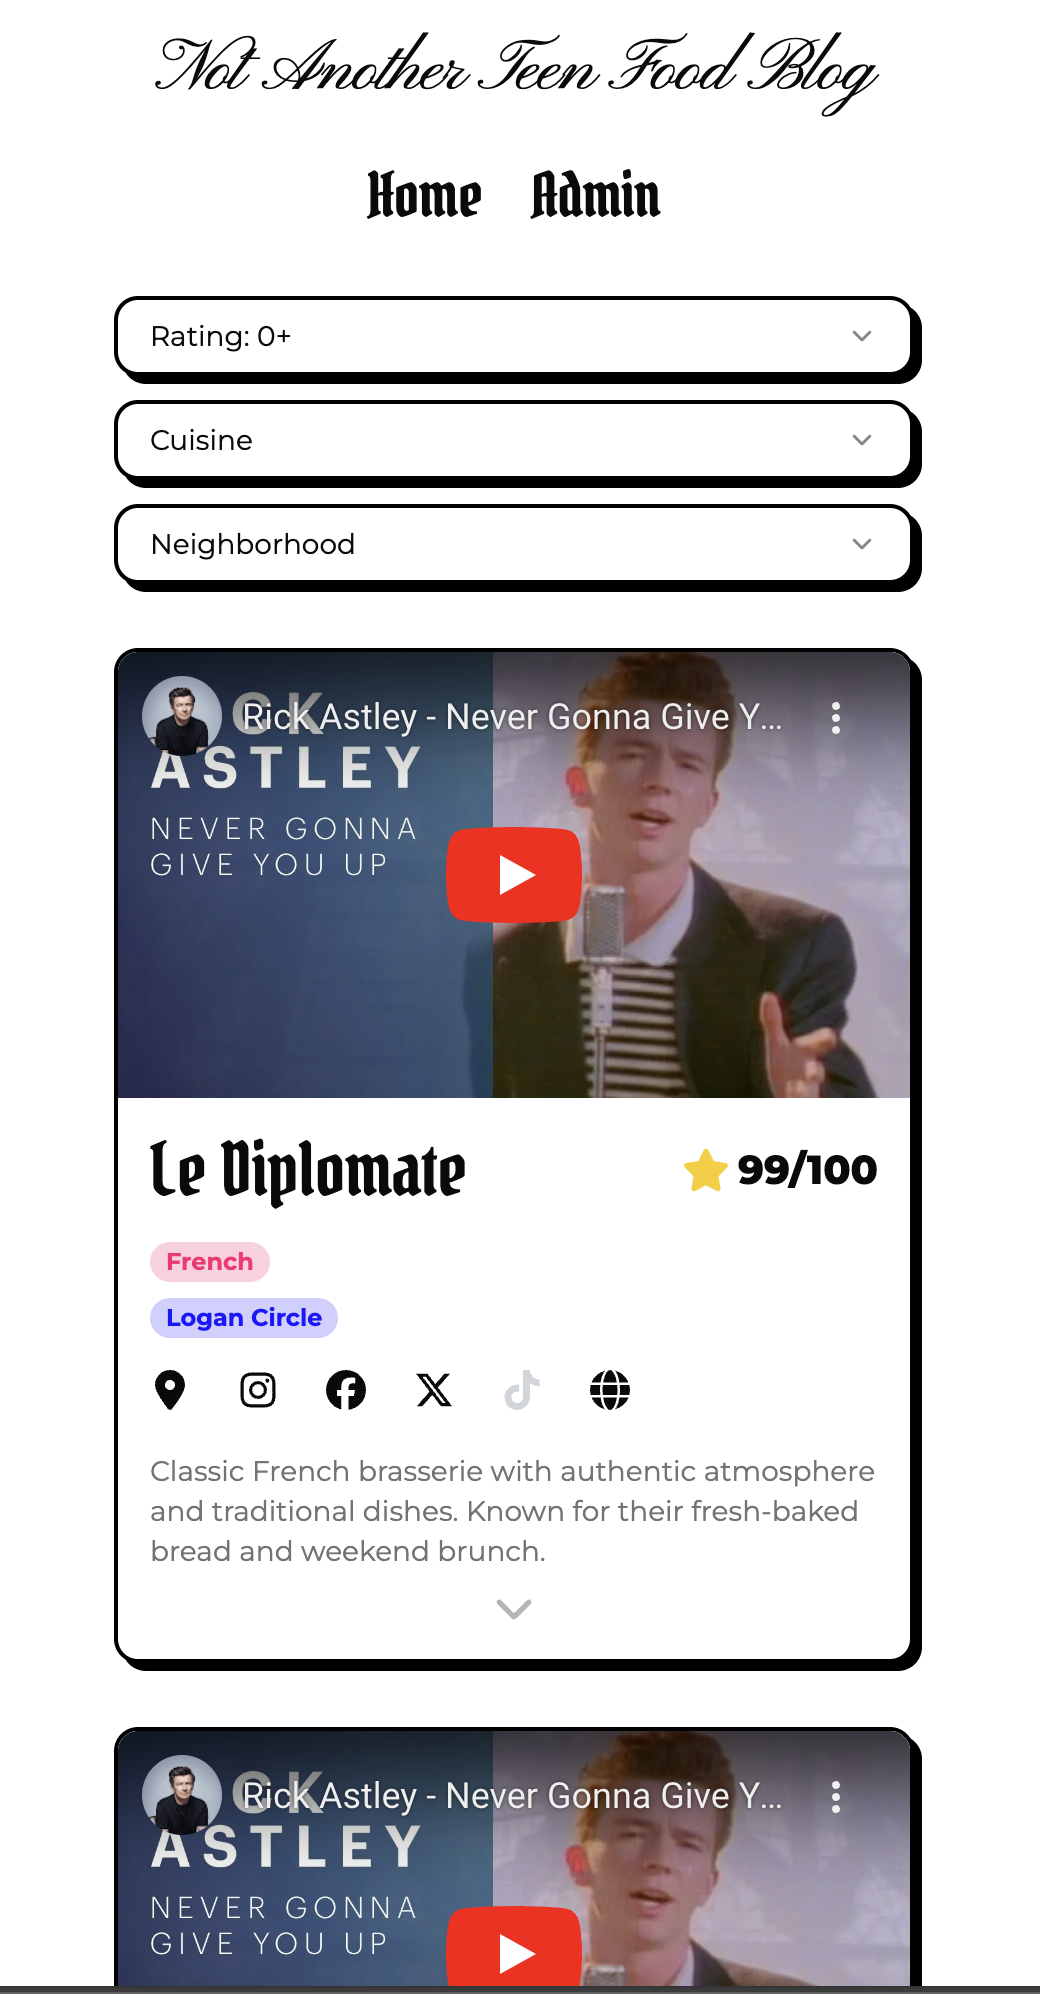 Not Another Teen Food Blog
Home Admin
Rating: 0+
Cuisine
Neighborhood
Rick Astley - Never Gonna Give Y...
CK
ASTLEY
NEVER GONNA
GIVE YOU UP
Le Diplomate
99/100
French
Logan Circle
Classic French brasserie with authentic atmosphere
and traditional dishes. Known for their fresh-baked
bread and weekend brunch.
Rick Astley - Never Gonna Give Y...
CK
ASTLEY
NEVER GONNA
GIVE YOU UP